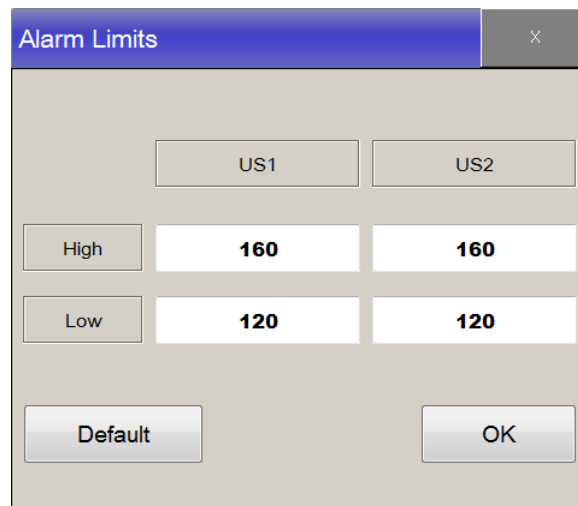 Alarm Limits X
US1 US2
High 160 160
Low 120 120
Default OK